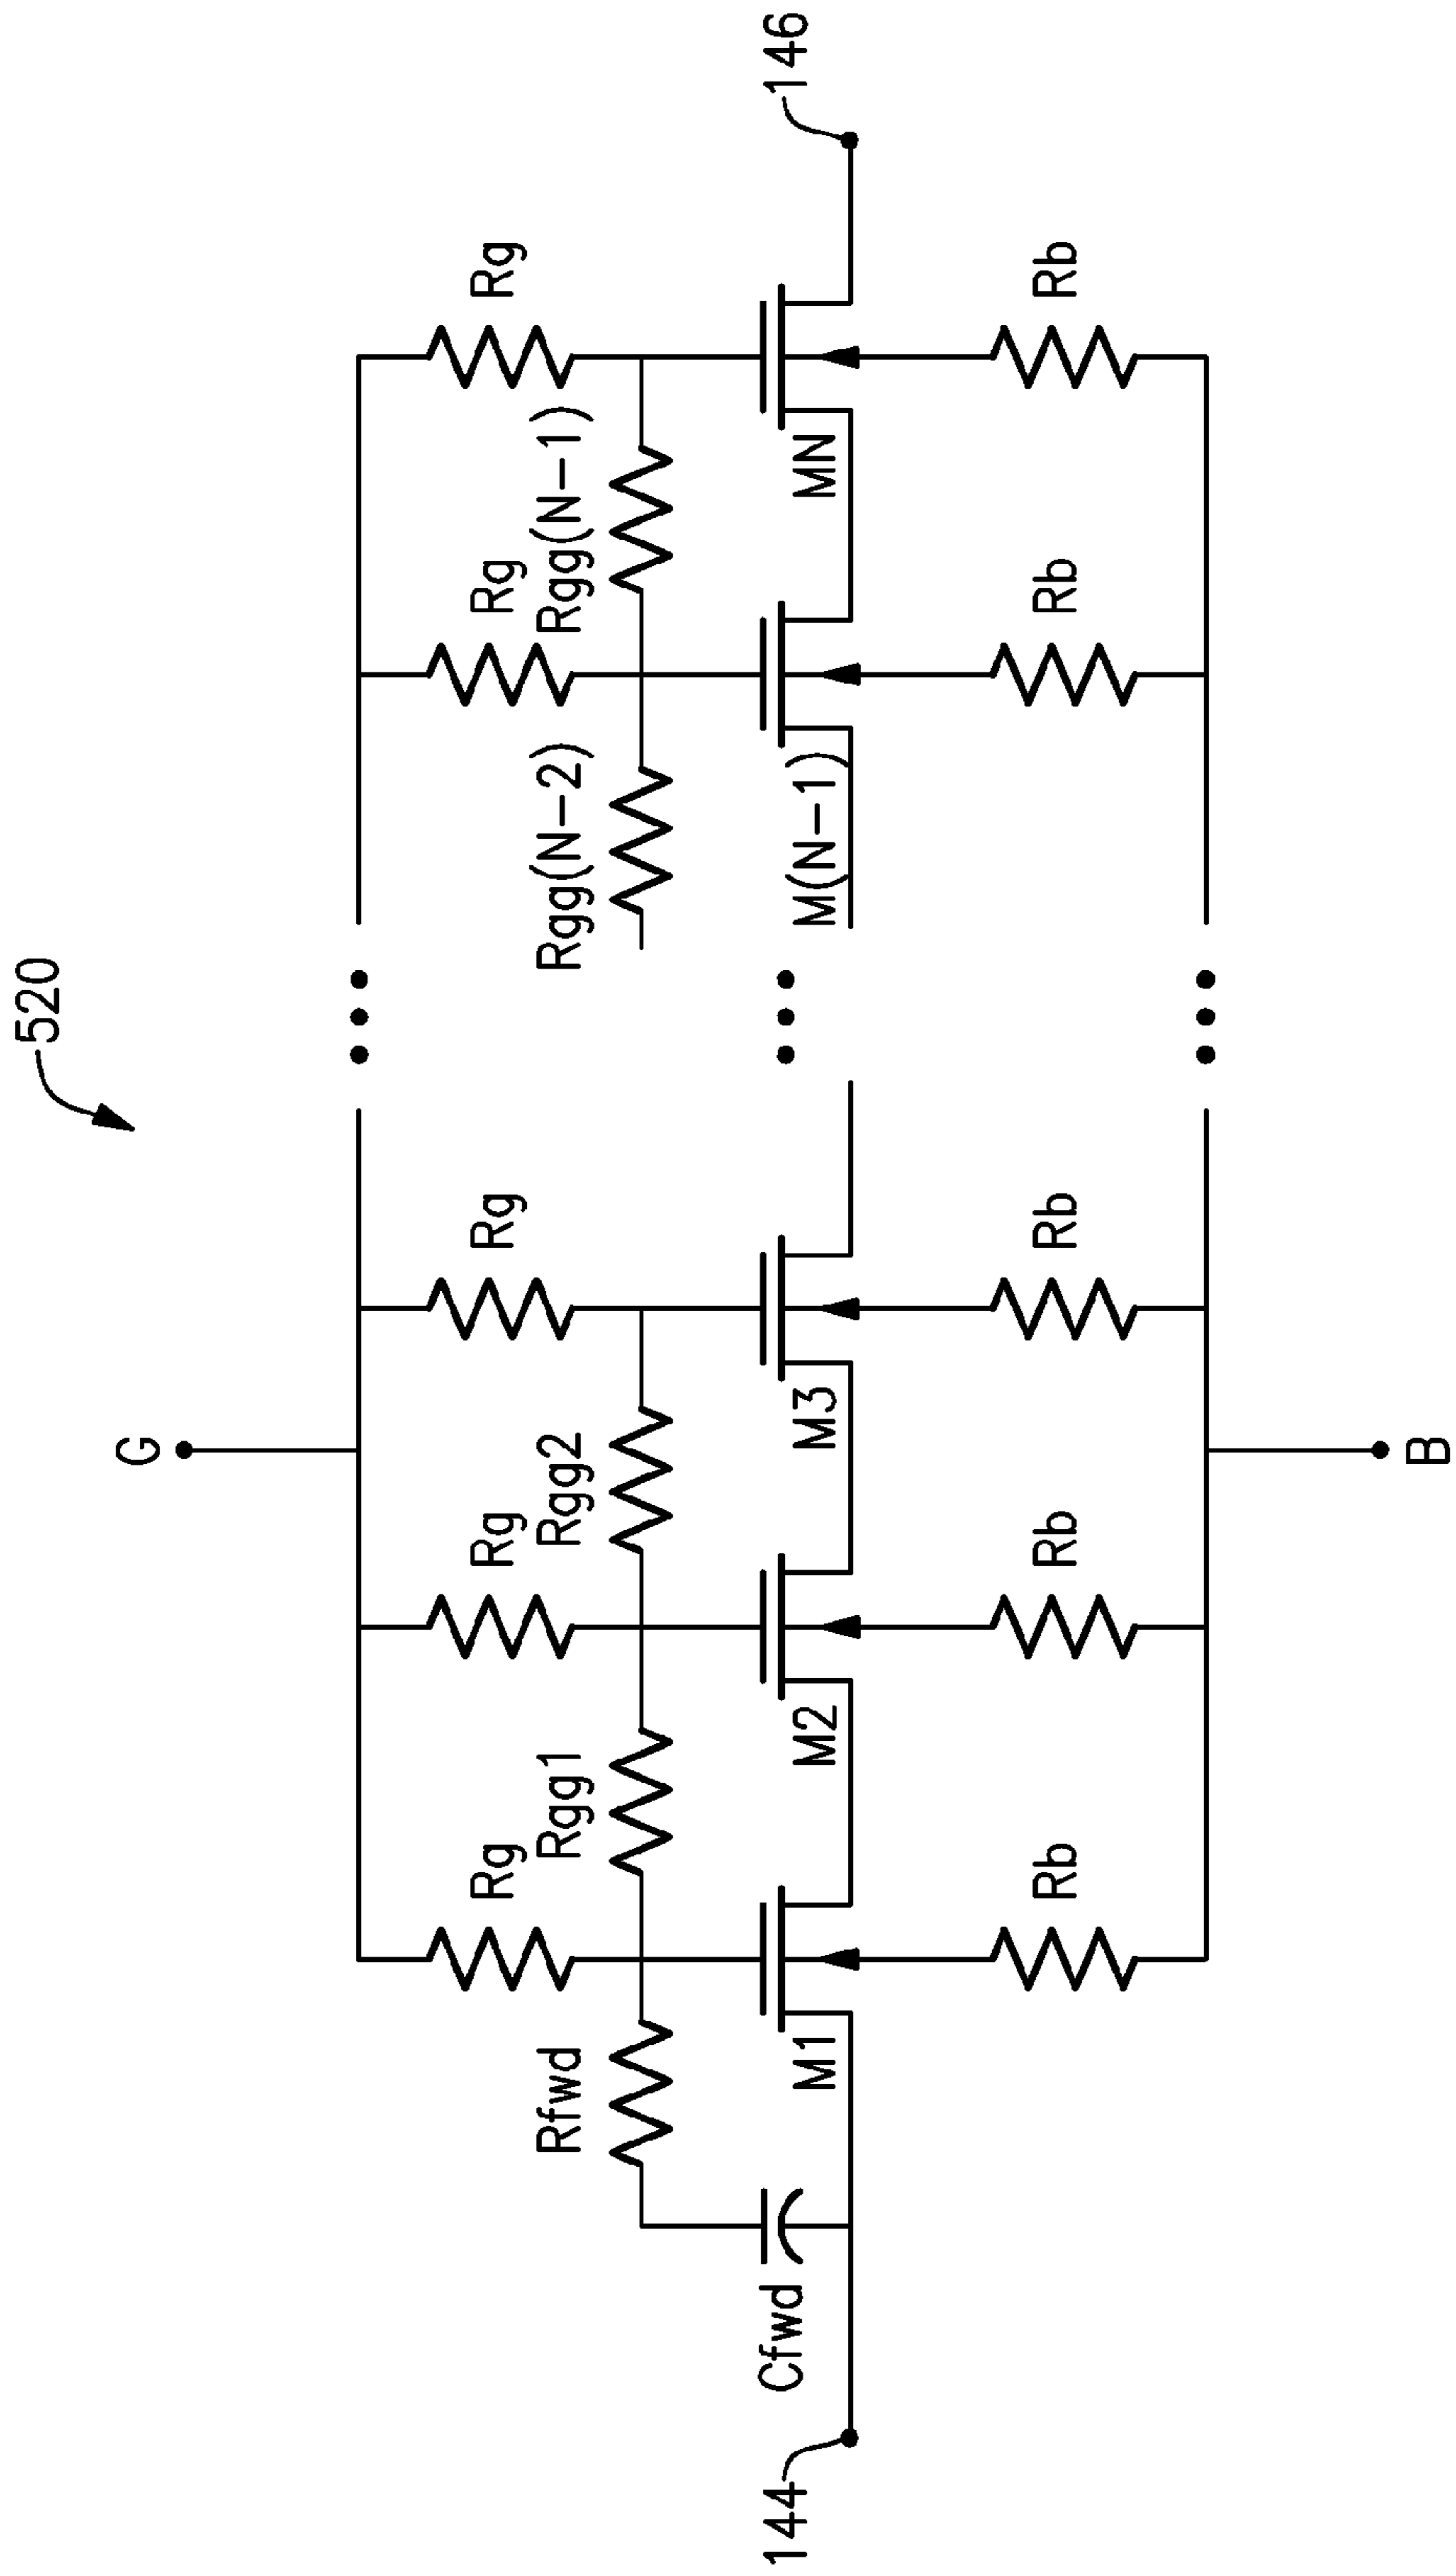 520
G
Rg
Rg
Rg
Rg
Rg
Rfwd
Rgg1
Rgg2
Rgg(N-2)
Rgg(N-1)
Cfwd
M1
M2
M3
M(N-1)
MN
144
146
Rb
Rb
Rb
Rb
Rb
B